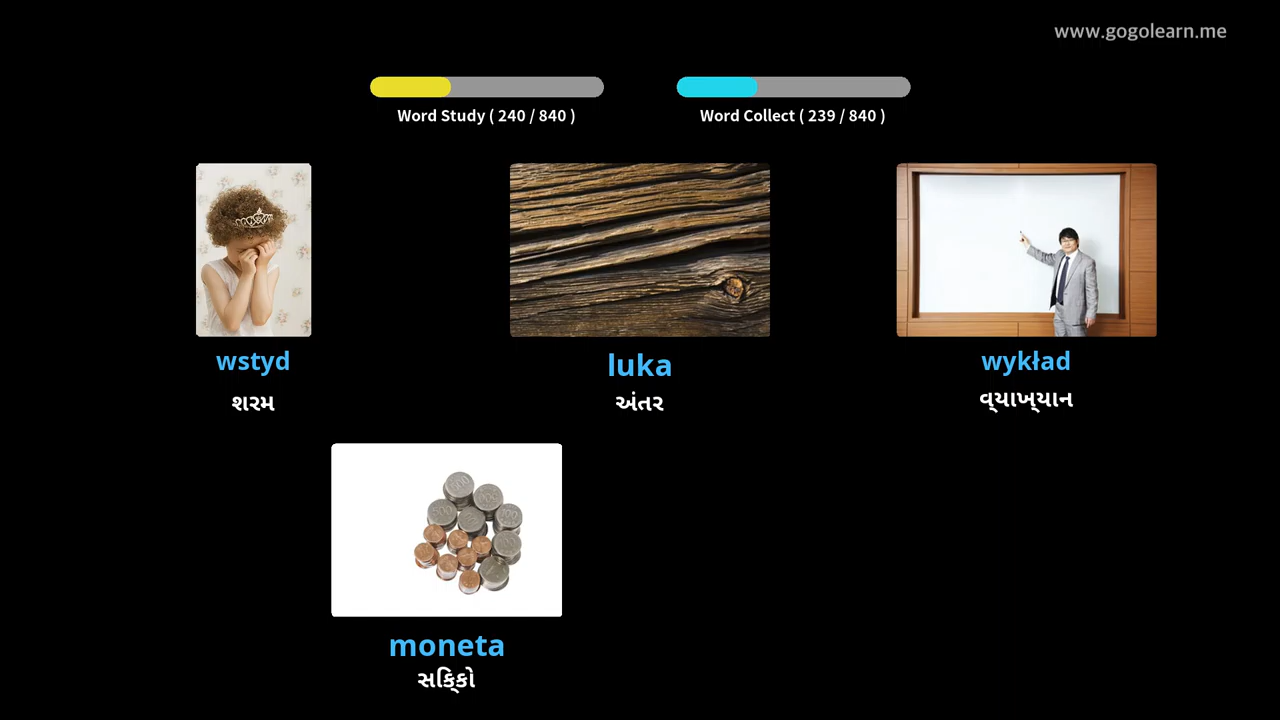 www.gogolearn.me
Word Study ( 240 / 840 )
Word Collect ( 239 / 840 )
wstyd
શરમ
luka
અંતર
wykład
વ્યાખ્યાન
moneta
સિક્કો